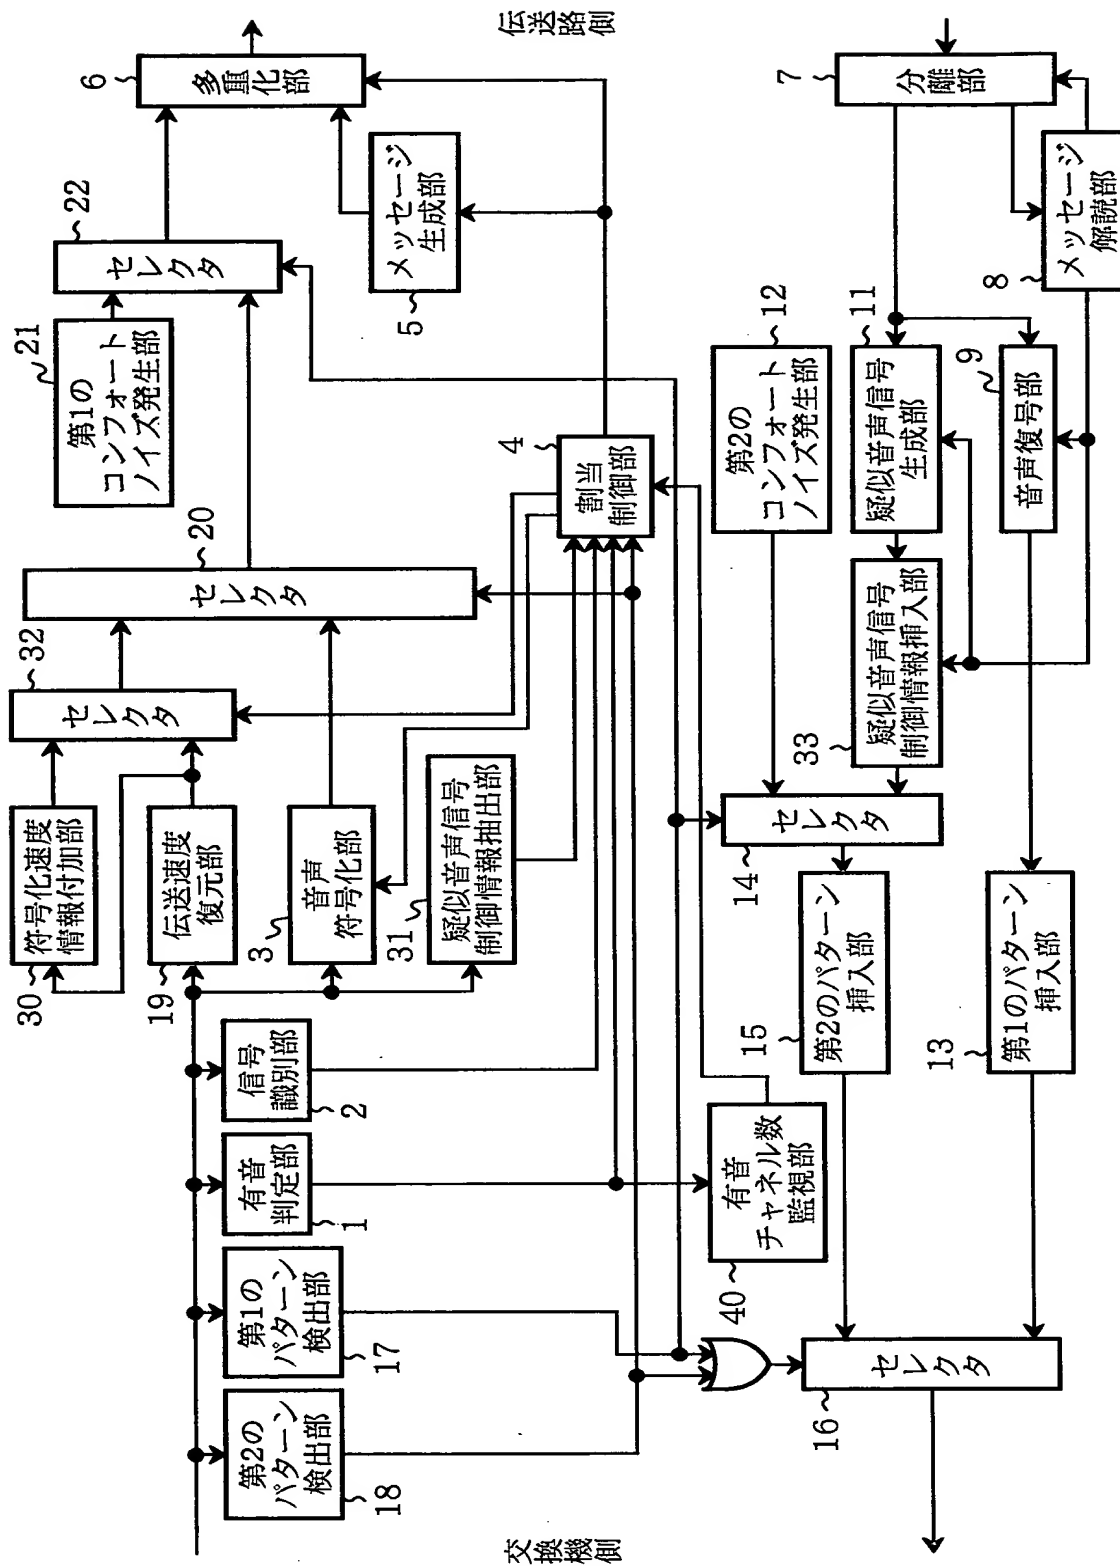 伝送路側
6
多重
化部
22
セレクタ
21
第1の
コンフォート
ノイズ発生部
5
メッセージ
生成部
20
セレクタ
4
割当
制御部
32
セレクタ
30
符号化速度
情報付加部
19
伝送速度
復元部
3
音声
符号化部
31
疑似音声信号
制御情報抽出部
2
信号
識別部
1
有音
判定部
17
第1の
パターン
検出部
18
第2の
パターン
検出部
交換機側
7
分離部
8
メッセージ
解読部
12
第2の
コンフォート
ノイズ発生部
11
疑似音声信号
生成部
9
音声復号部
33
疑似音声信号
制御情報挿入部
14
セレクタ
15
第2のパターン
挿入部
13
第1のパターン
挿入部
40
有音
チャネル数
監視部
16
セレクタ